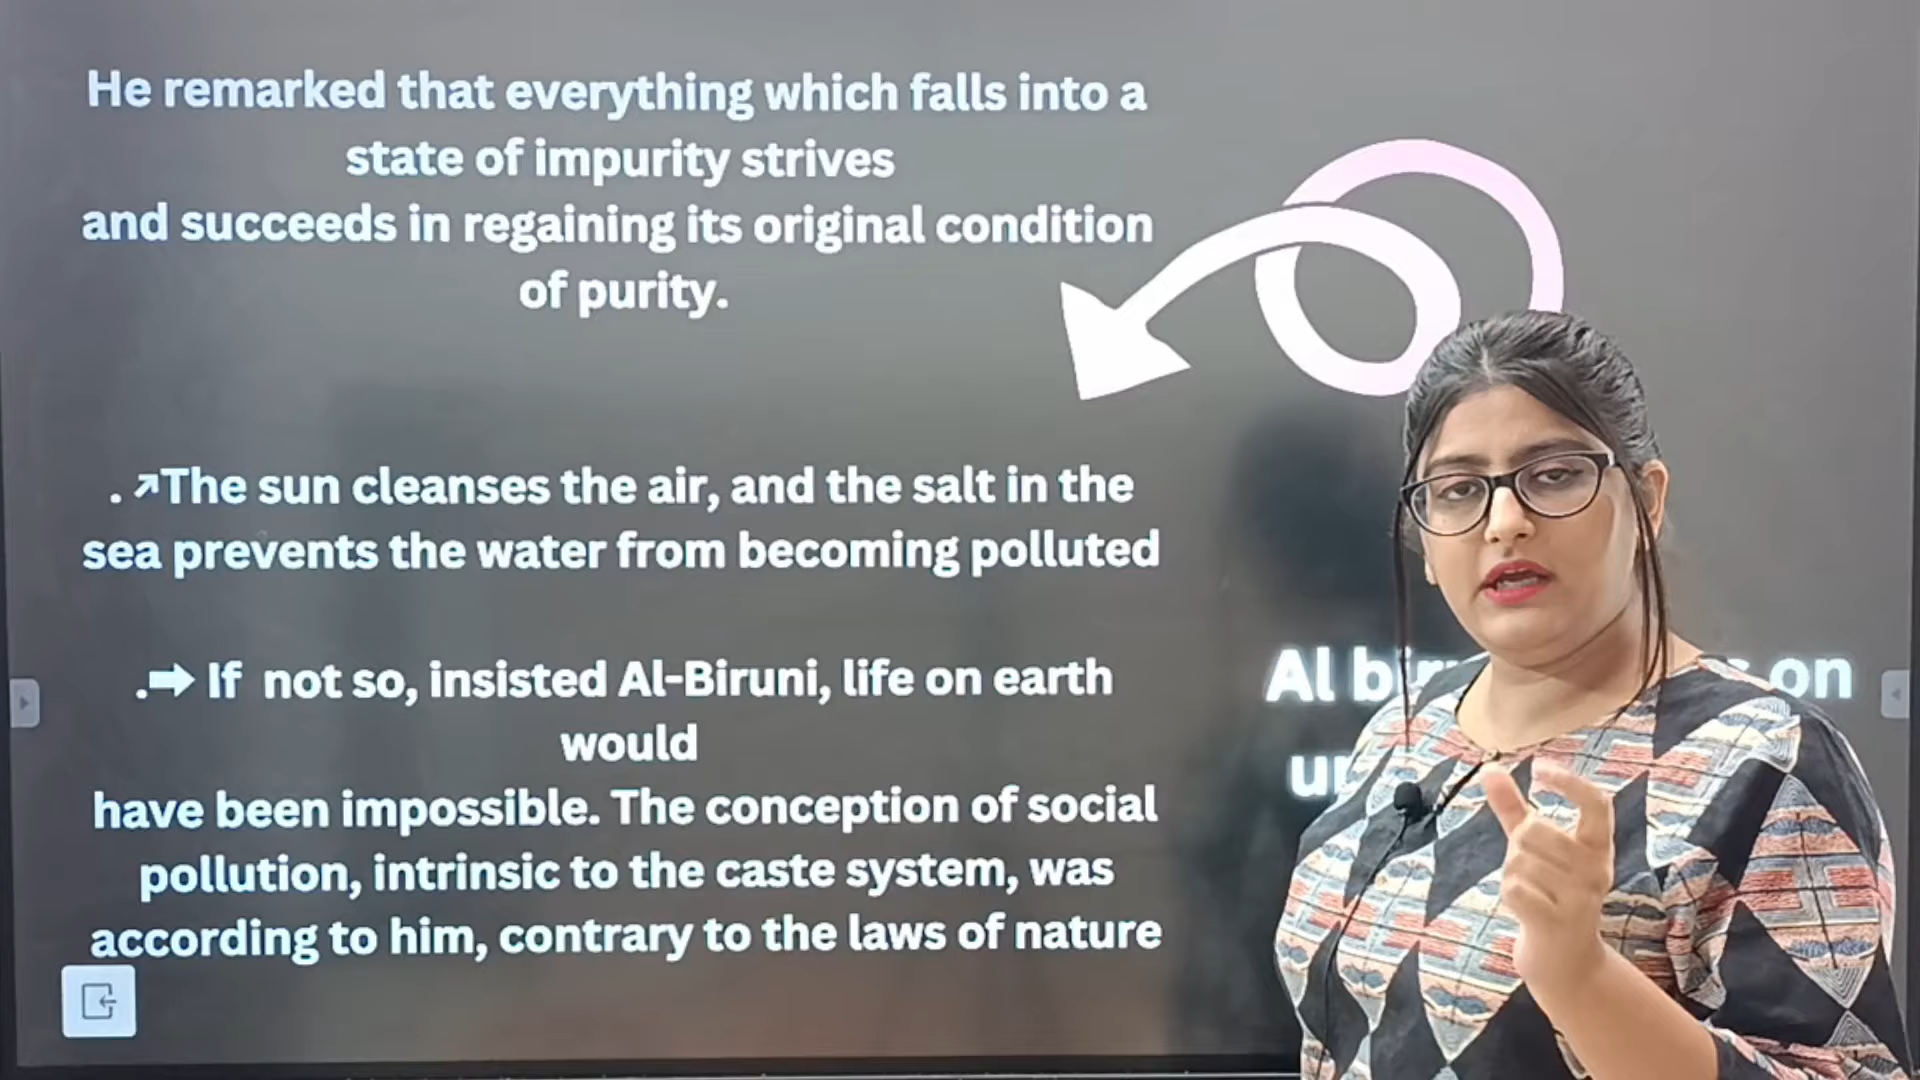 He remarked that everything which falls into a
state of impurity strives
and succeeds in regaining its original condition
of purity.
. ↗The sun cleanses the air, and the salt in the
sea prevents the water from becoming polluted
.➡ If not so, insisted Al-Biruni, life on earth
would
have been impossible. The conception of social
pollution, intrinsic to the caste system, was
according to him, contrary to the laws of nature
Al on